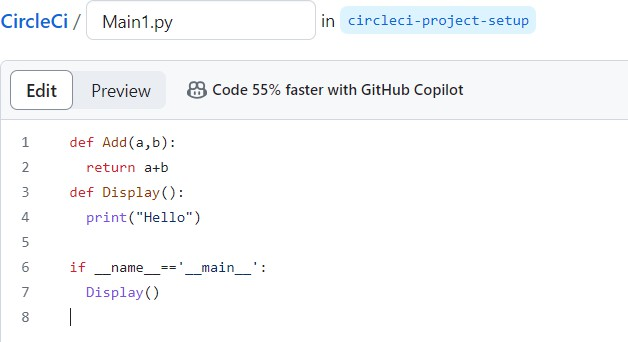 CircleCi / Main1.py in circleci-project-setup
Edit Preview Code 55% faster with GitHub Copilot
1 def Add(a,b):
2 return a+b
3 def Display():
4 print("Hello")
5
6 if __name__=='__main__':
7 Display()
8